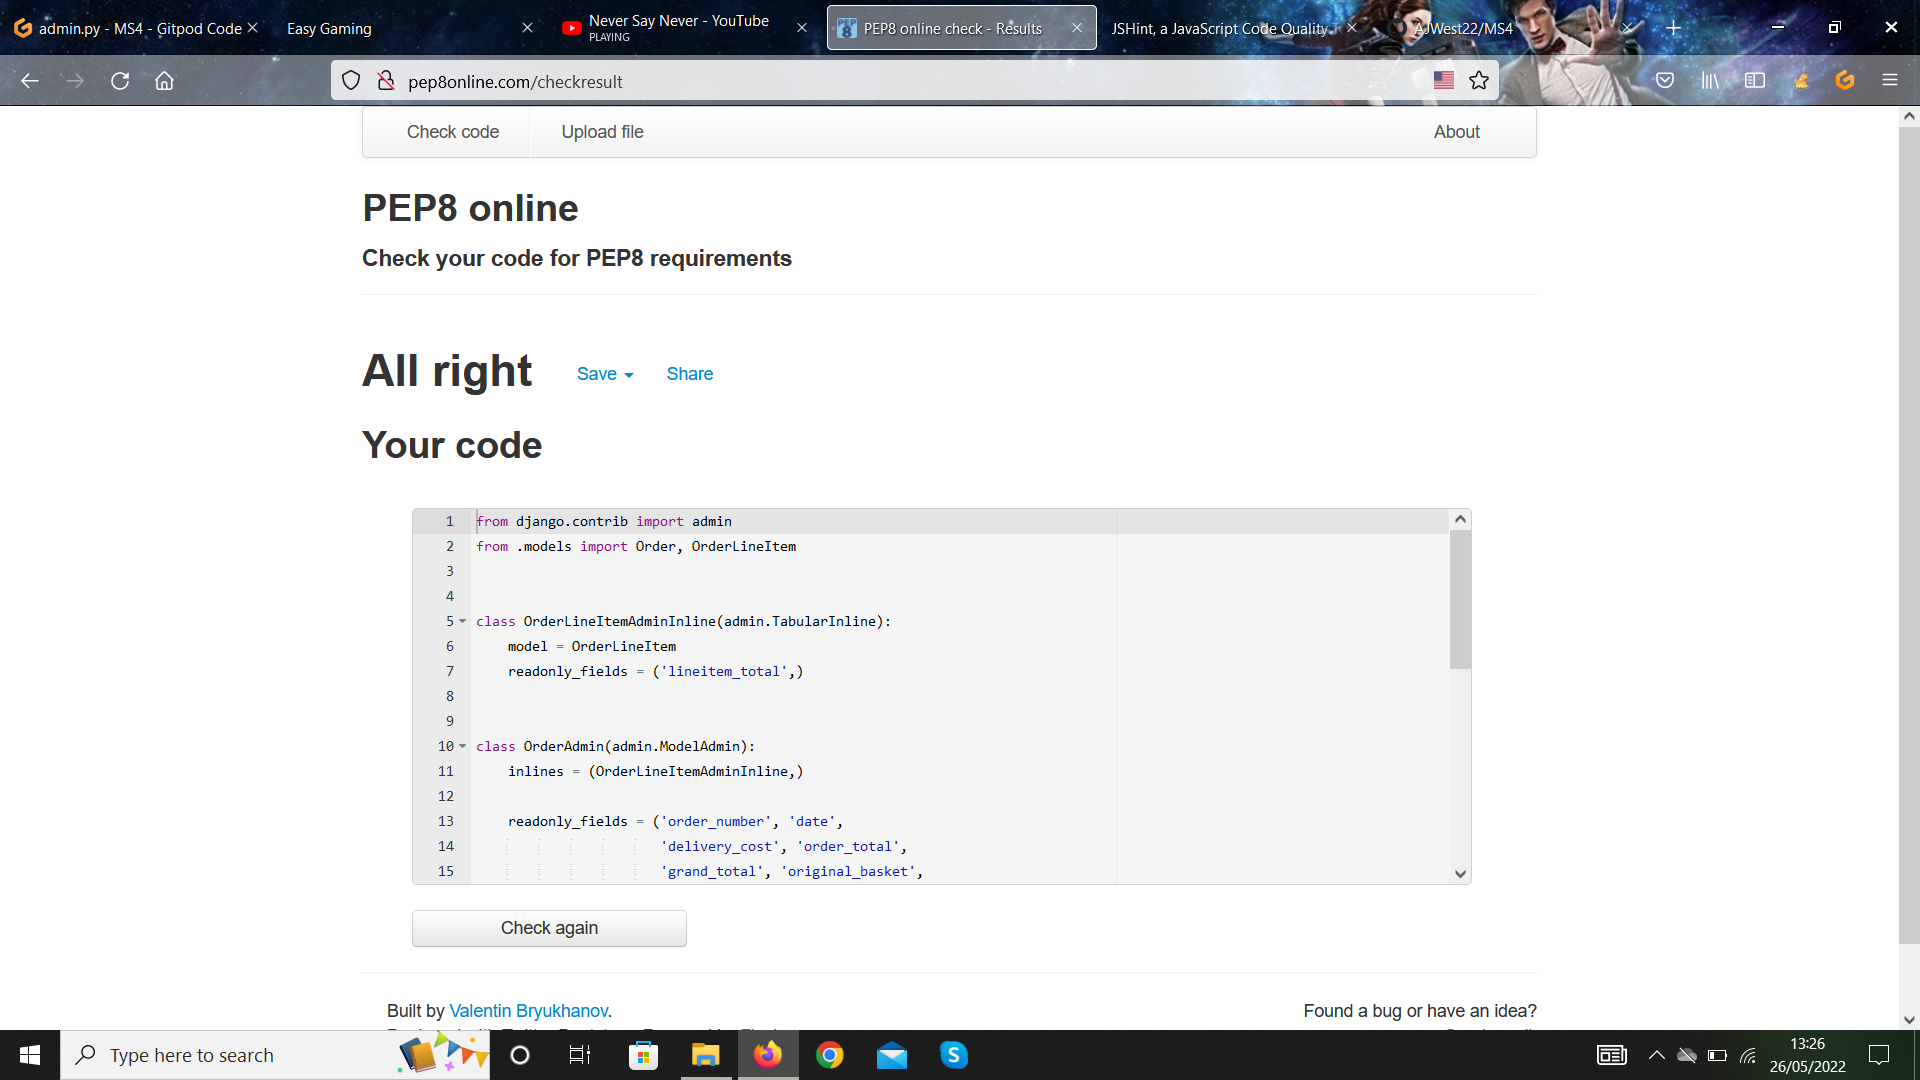 admin.py - MS4 - Gitpod Code
Easy Gaming
Never Say Never - YouTube
PLAYING
PEP8 online check - Results
JSHint, a JavaScript Code Quality
AJWest22/MS4
pep8online.com/checkresult
Check code
Upload file
About
PEP8 online
Check your code for PEP8 requirements
All right
Save
Share
Your code
1 from django.contrib import admin
2 from .models import Order, OrderLineItem
3
4
5 class OrderLineItemAdminInline(admin.TabularInline):
6 model = OrderLineItem
7 readonly_fields = ('lineitem_total',)
8
9
10 class OrderAdmin(admin.ModelAdmin):
11 inlines = (OrderLineItemAdminInline,)
12
13 readonly_fields = ('order_number', 'date',
14 'delivery_cost', 'order_total',
15 'grand_total', 'original_basket',
Check again
Built by Valentin Bryukhanov.
Found a bug or have an idea?
Type here to search
13:26
26/05/2022